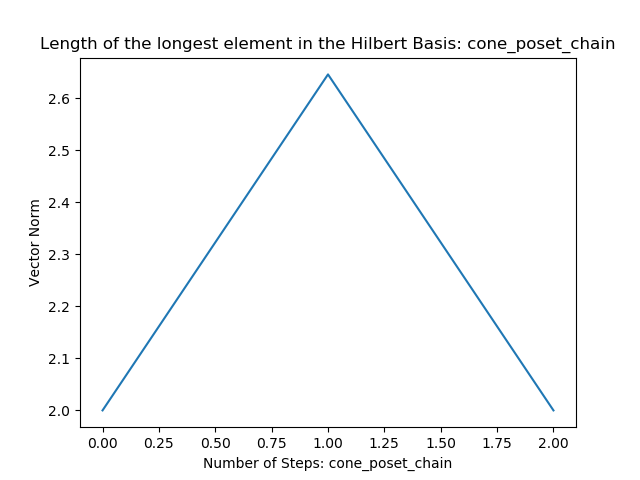 Length of the longest element in the Hilbert Basis: cone_poset_chain
2.6
2.5
2.4
2.3
2.2
2.1
2.0
Vector Norm
0.00 0.25 0.50 0.75 1.00 1.25 1.50 1.75 2.00
Number of Steps: cone_poset_chain